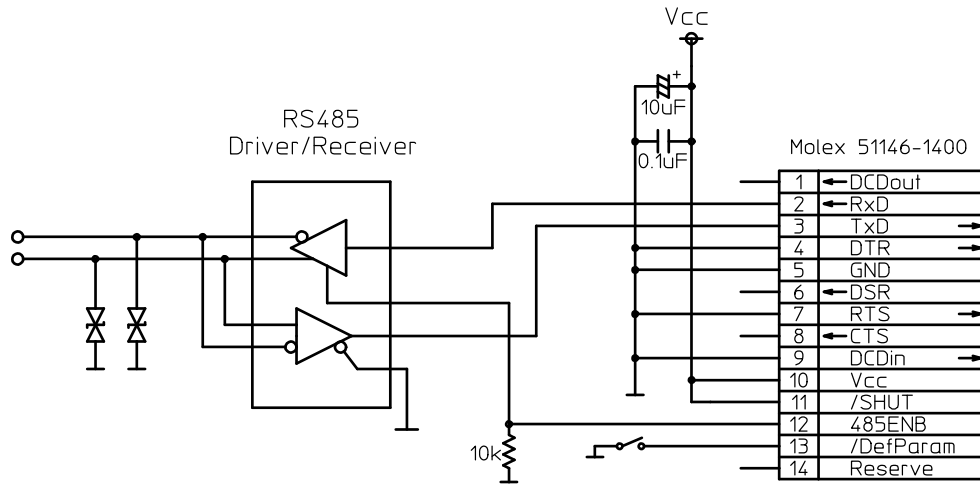 Vcc
+
10uF
0.1uF
RS485
Driver/Receiver
Molex 51146-1400
1 DCDout
2 RxD
3 TxD
4 DTR
5 GND
6 DSR
7 RTS
8 CTS
9 DCDin
10 Vcc
11 /SHUT
12 485ENB
13 /DefParam
14 Reserve
10k